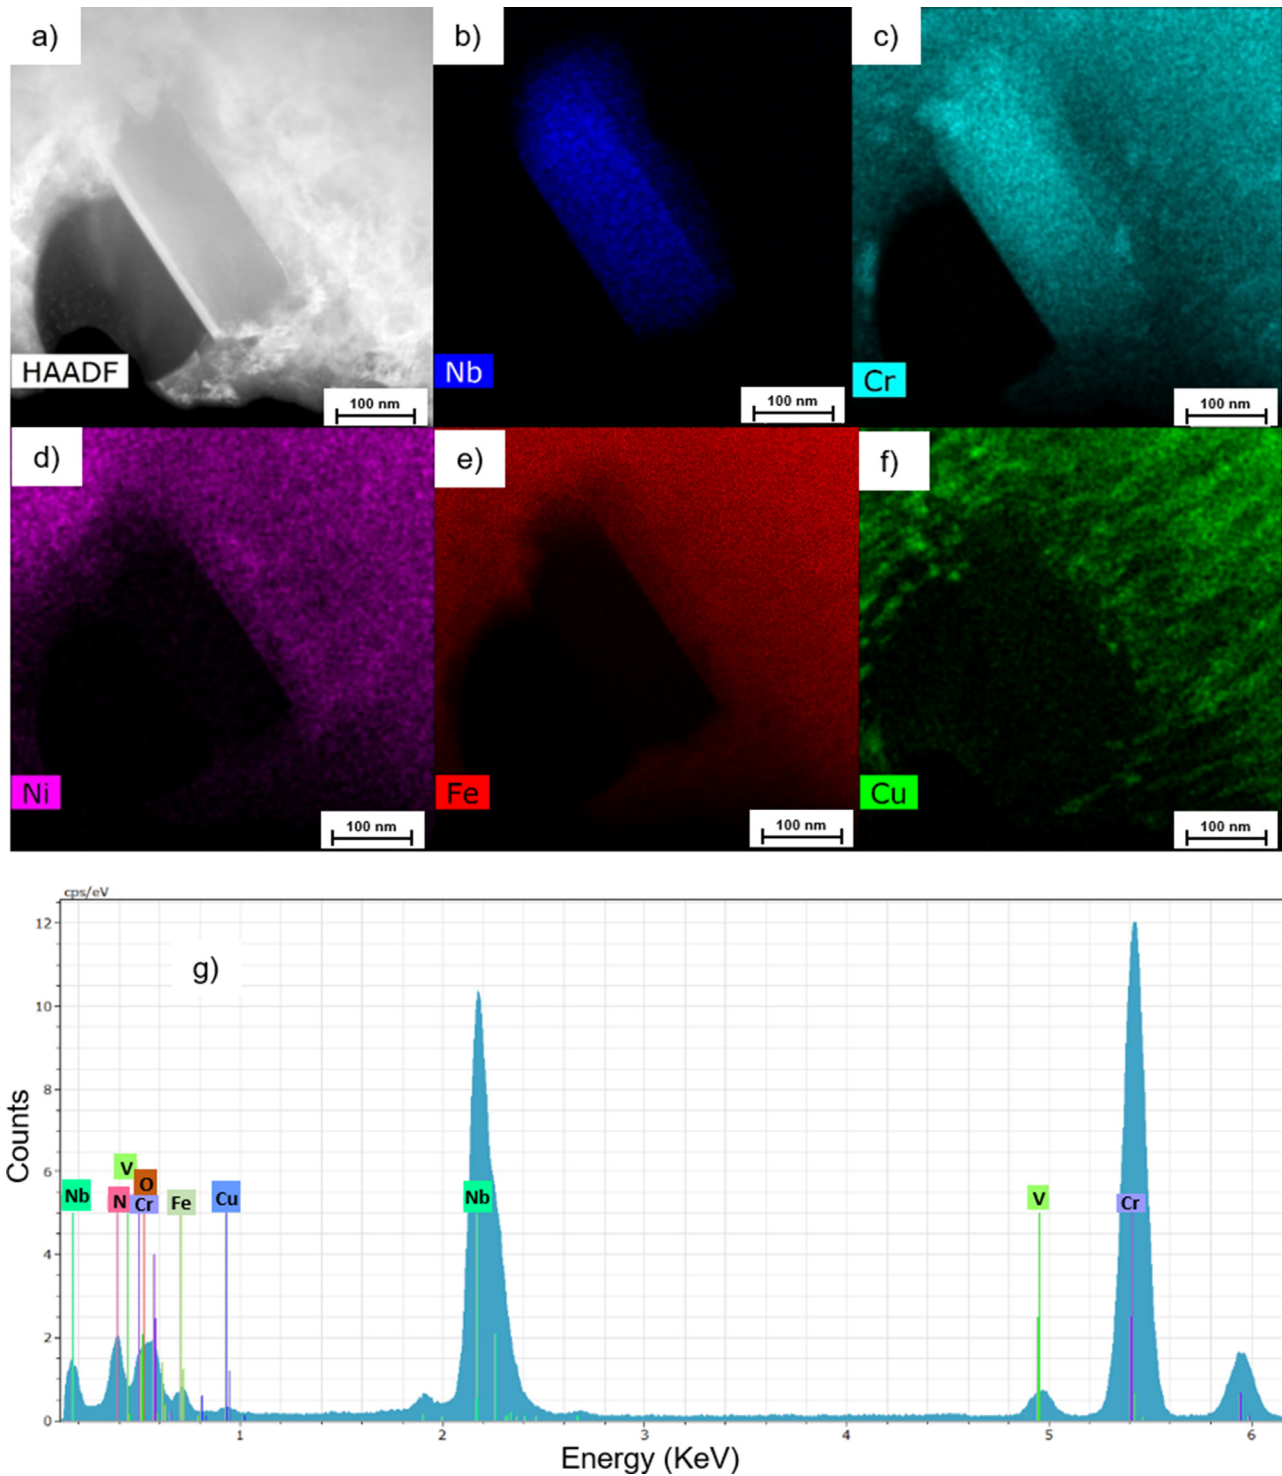 a)
b)
c)
HAADF
Nb
Cr
100 nm
100 nm
100 nm
d)
e)
f)
Ni
Fe
Cu
100 nm
100 nm
100 nm
cps/eV
g)
12
10
8
6
4
2
0
Counts
Nb
V
N
O
Cr
Fe
Cu
Nb
V
Cr
1
2
3
4
5
6
Energy (KeV)